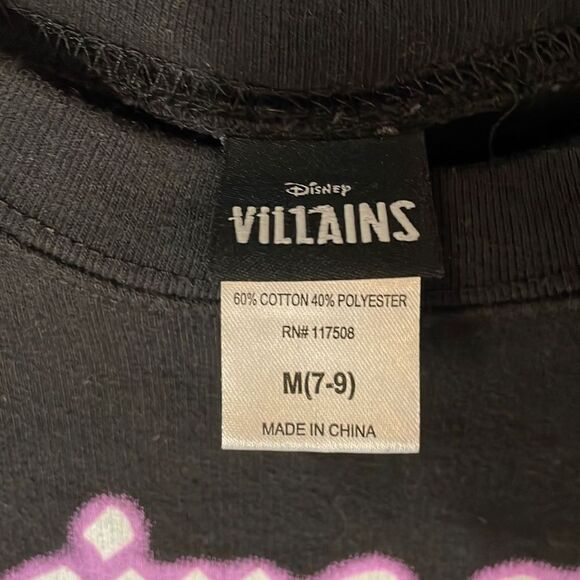 Disney
ViLLAiNS
60% COTTON 40% POLYESTER
RN# 117508
M(7-9)
MADE IN CHINA